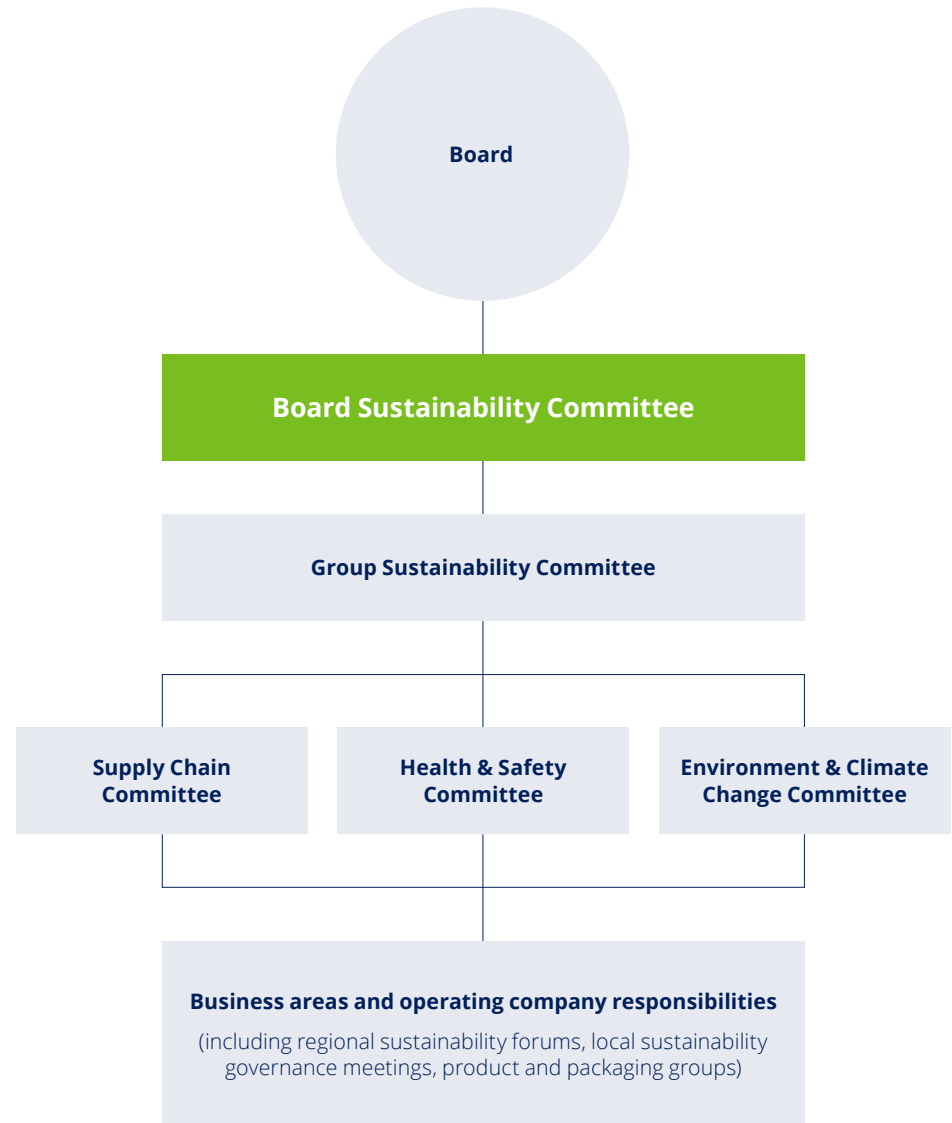 Board
Board Sustainability Committee
Group Sustainability Committee
Supply Chain
Committee
Health & Safety
Committee
Environment & Climate
Change Committee
Business areas and operating company responsibilities
(including regional sustainability forums, local sustainability
governance meetings, product and packaging groups)